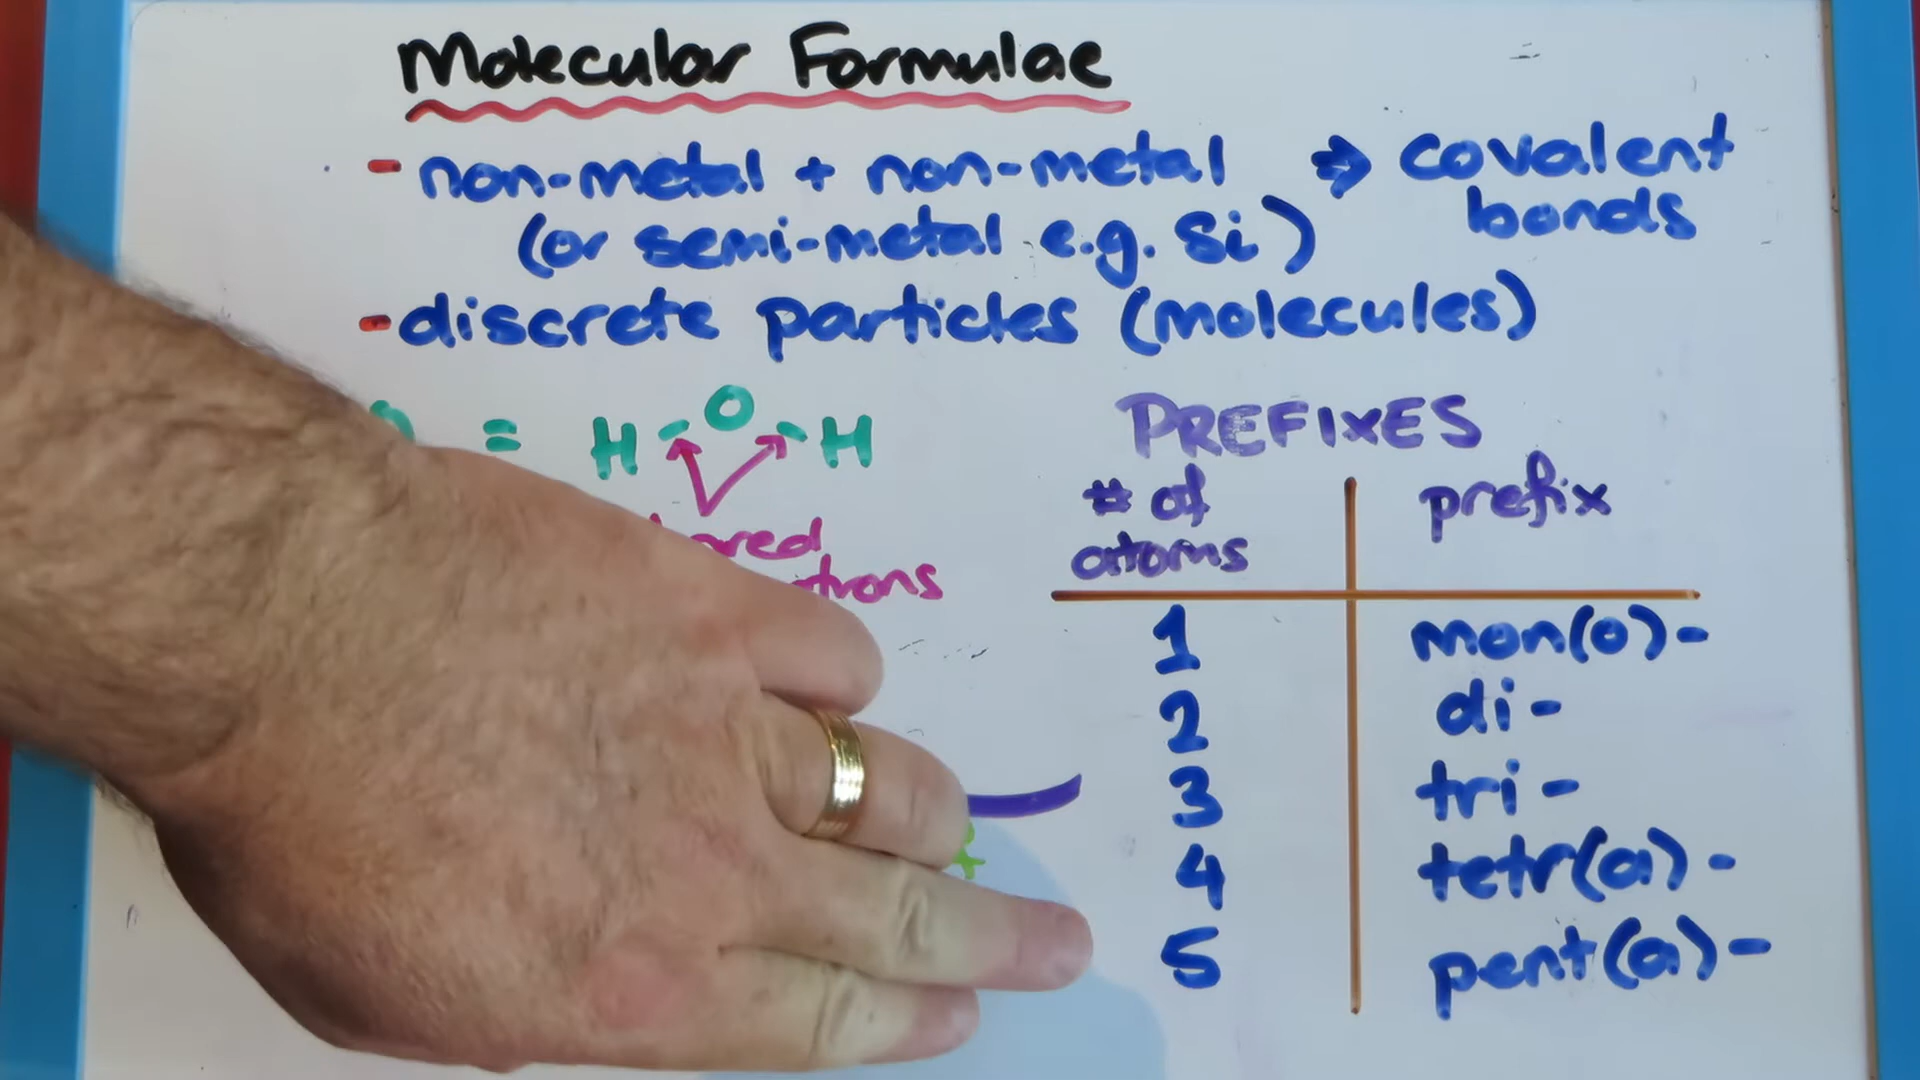 Molecular Formulae
- non-metal + non-metal → covalent bonds
(or semi-metal e.g. Si)
- discrete particles (molecules)
= H - O - H
PREFIXES
# of atoms prefix
1 mon(o)-
2 di-
3 tri-
4 tetr(a)-
5 pent(a)-